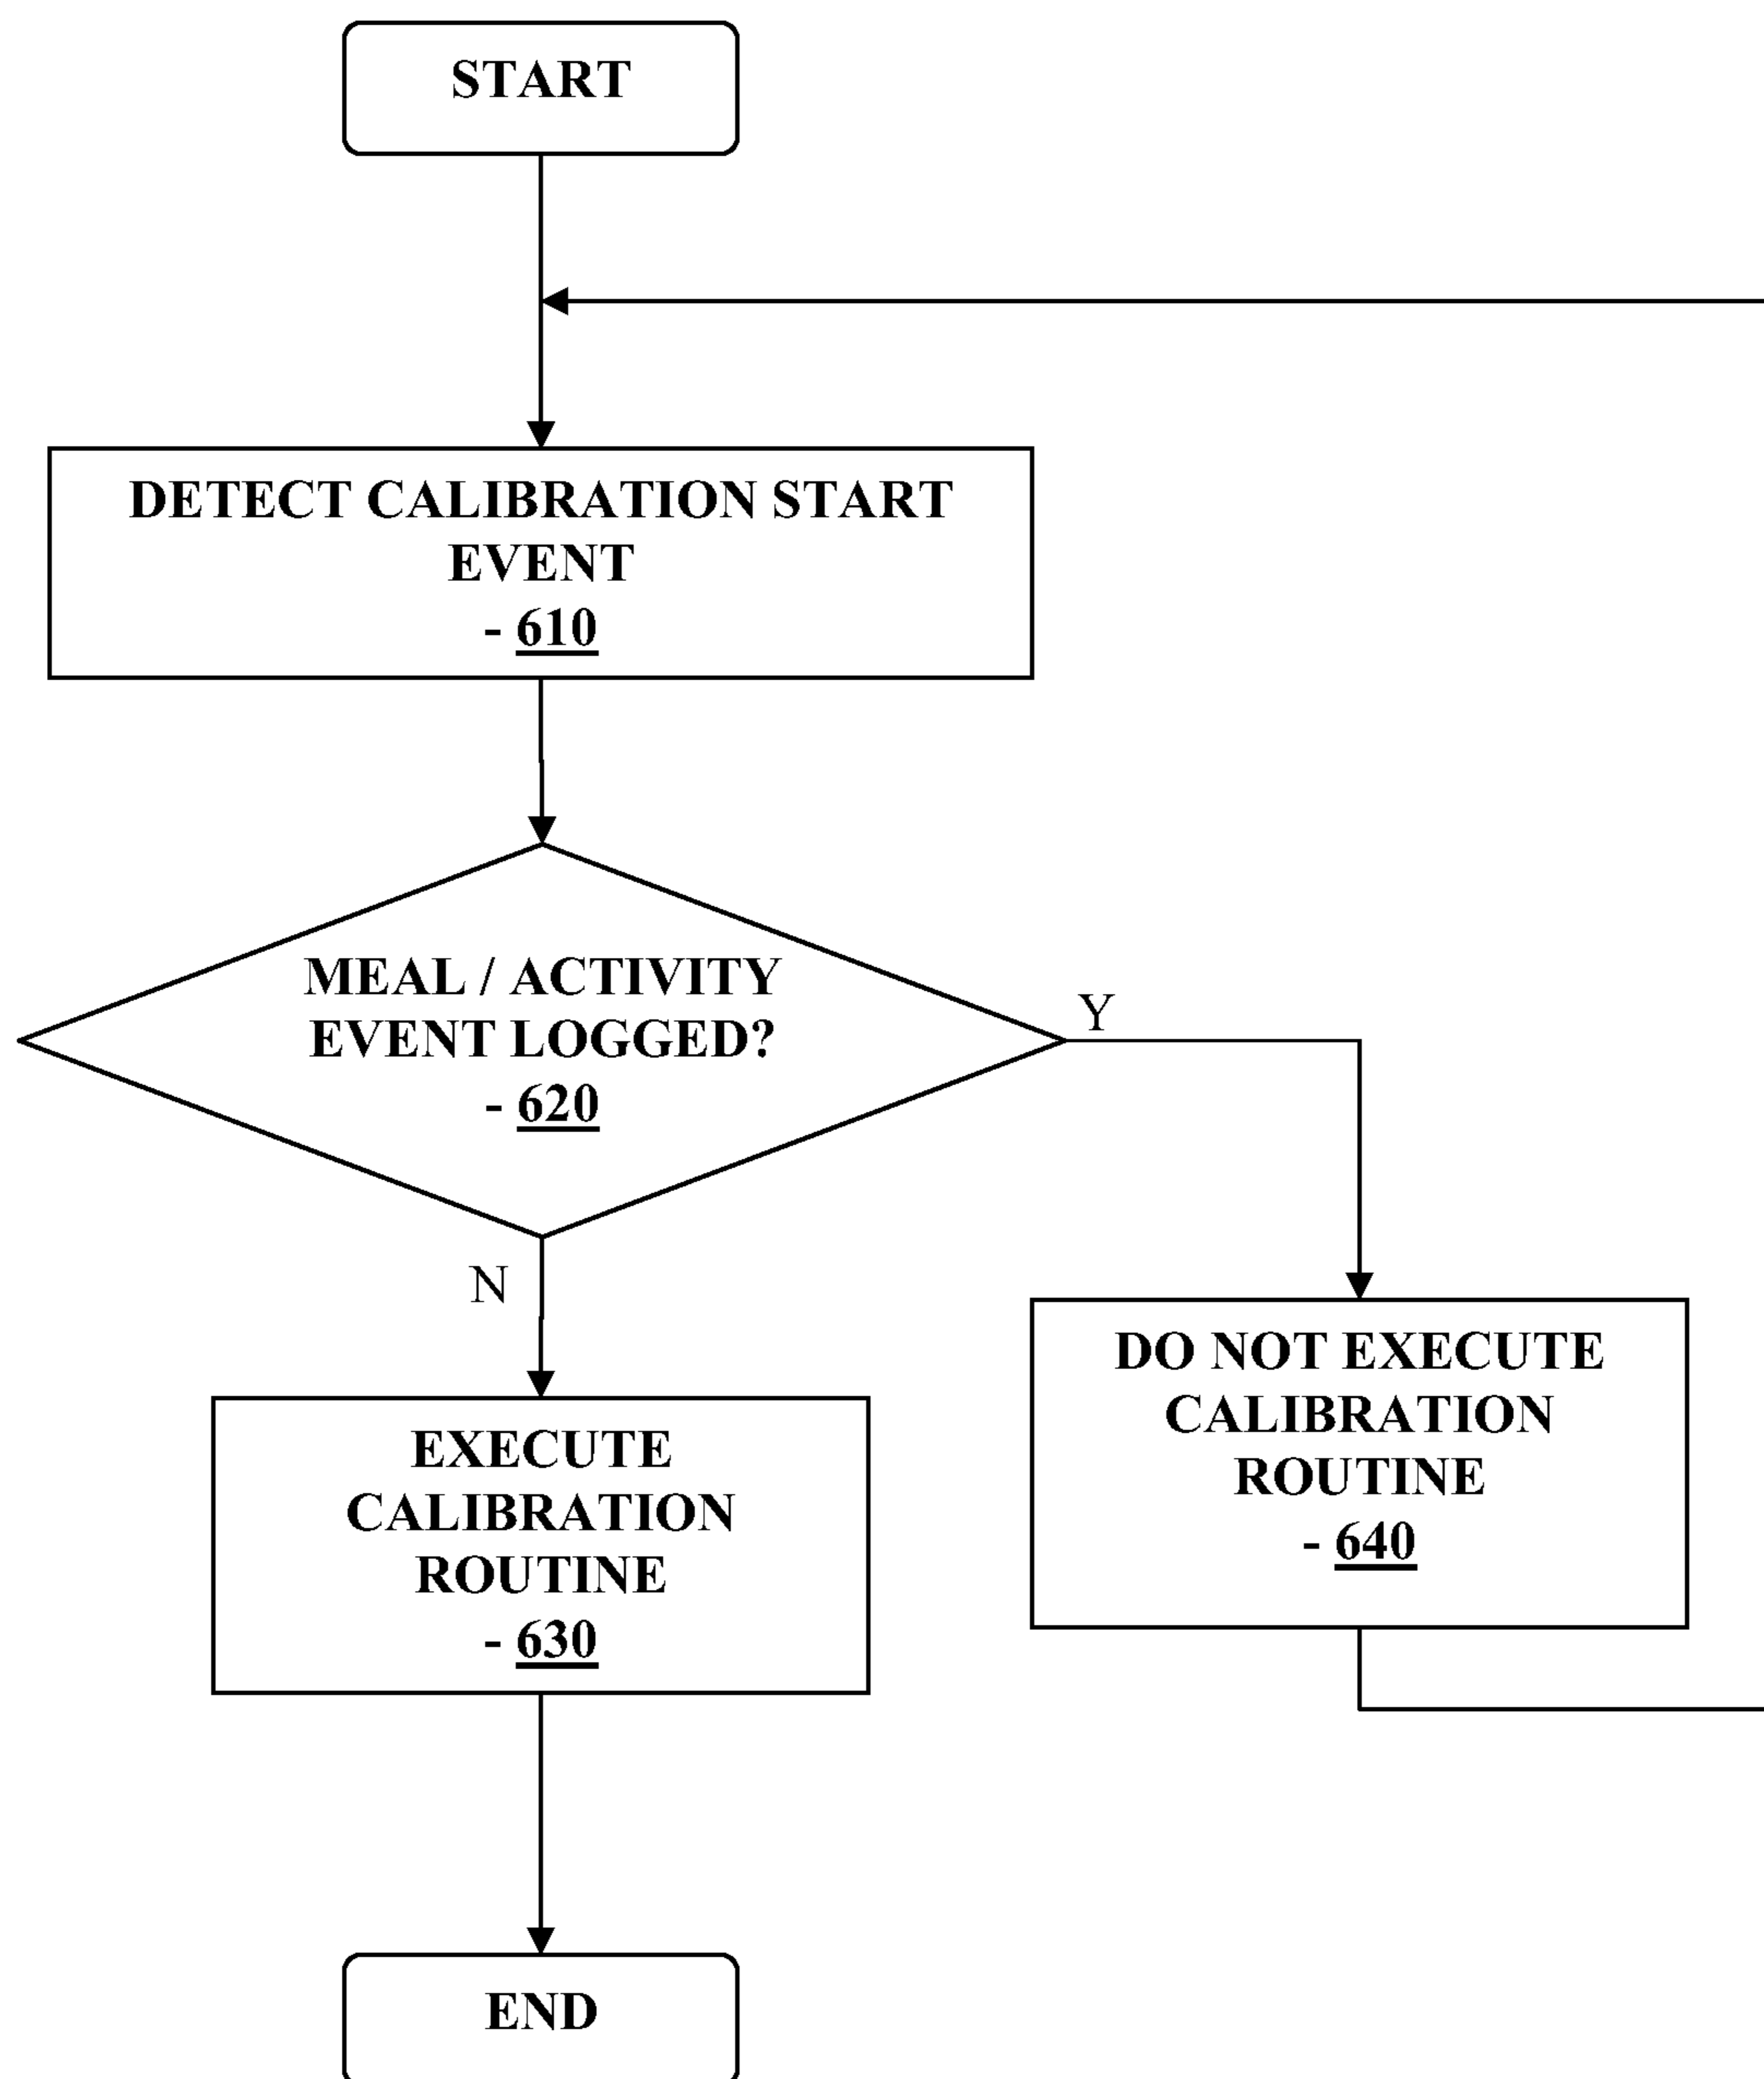 START
DETECT CALIBRATION START
EVENT
- 610
MEAL / ACTIVITY
EVENT LOGGED?
- 620
Y
N
DO NOT EXECUTE
CALIBRATION
ROUTINE
- 640
EXECUTE
CALIBRATION
ROUTINE
- 630
END